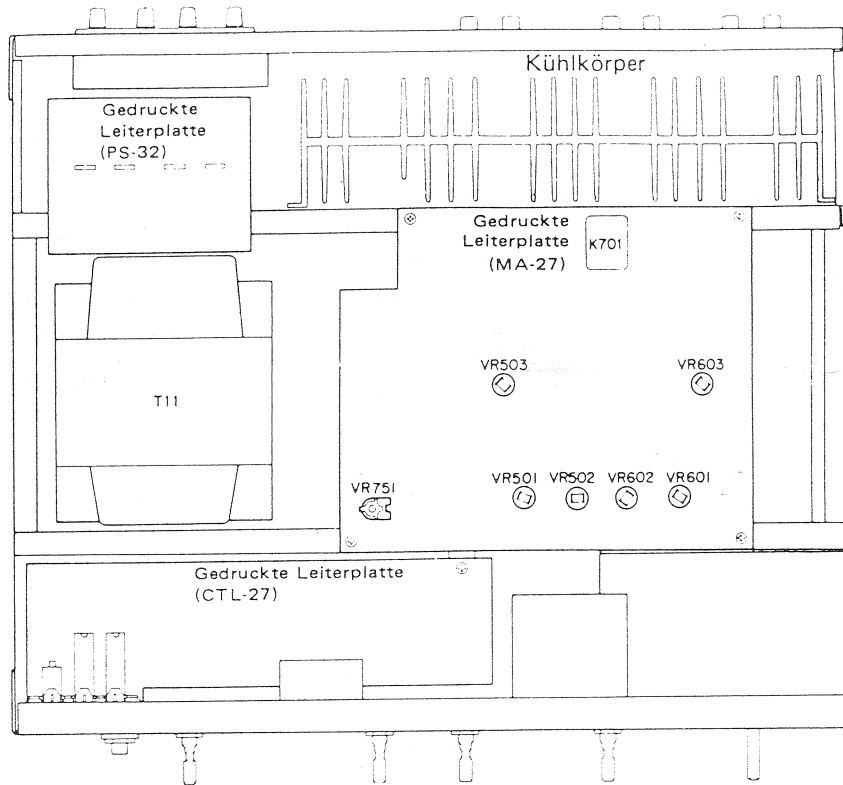 Kühlkörper
Gedruckte
Leiterplatte
(PS-32)
Gedruckte
Leiterplatte
(MA-27)
K701
VR503
VR603
T11
VR751
VR501
VR502
VR602
VR601
Gedruckte Leiterplatte
(CTL-27)